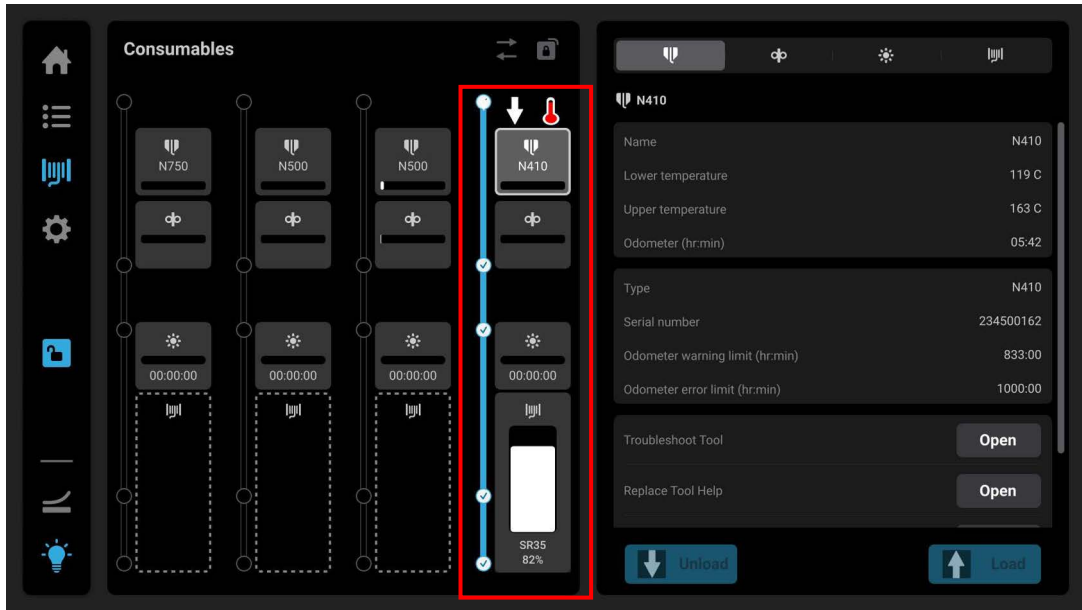 Consumables
N750
N500
N500
N410
00:00:00
00:00:00
00:00:00
00:00:00
SR35
82%
N410
Name N410
Lower temperature 119 C
Upper temperature 163 C
Odometer (hr:min) 05:42
Type N410
Serial number 234500162
Odometer warning limit (hr:min) 833:00
Odometer error limit (hr:min) 1000:00
Troubleshoot Tool Open
Replace Tool Help Open
Unload
Load